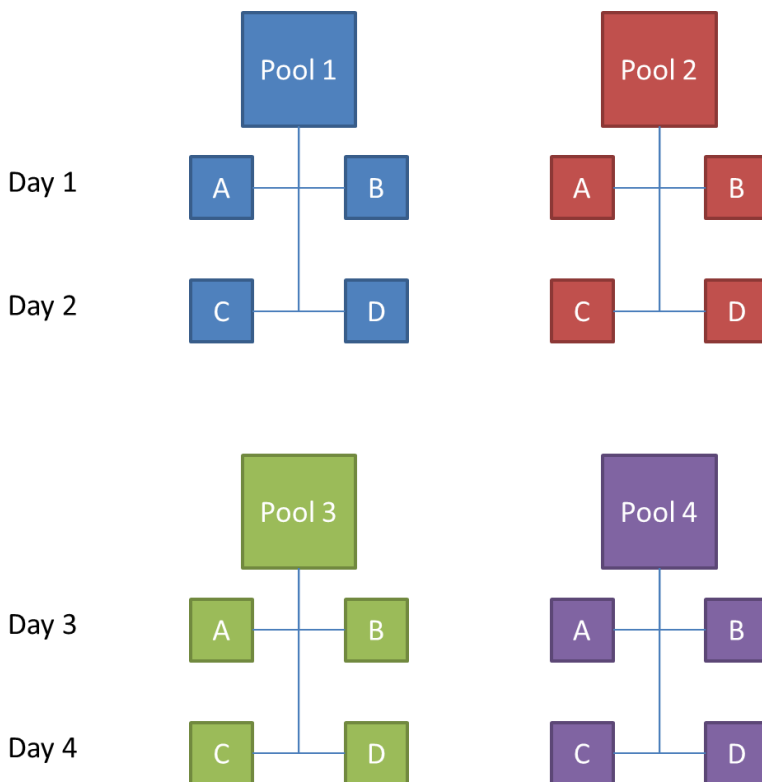 Pool 1 Pool 2
Day 1 A B A B
Day 2 C D C D
Pool 3 Pool 4
Day 3 A B A B
Day 4 C D C D